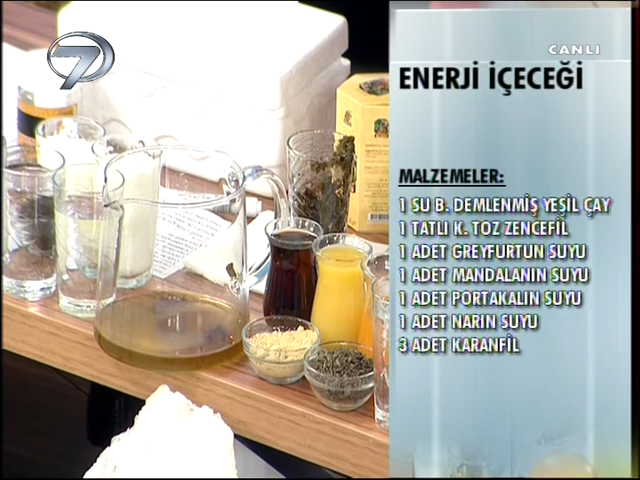 7
CANLI
ENERJİ İÇECEĞİ
MALZEMELER:
1 SU B. DEMLENMİŞ YEŞİL ÇAY
1 TATLI K. TOZ ZENCEFİL
1 ADET GREYFURTUN SUYU
1 ADET MANDALANIN SUYU
1 ADET PORTAKALIN SUYU
1 ADET NARIN SUYU
3 ADET KARANFİL